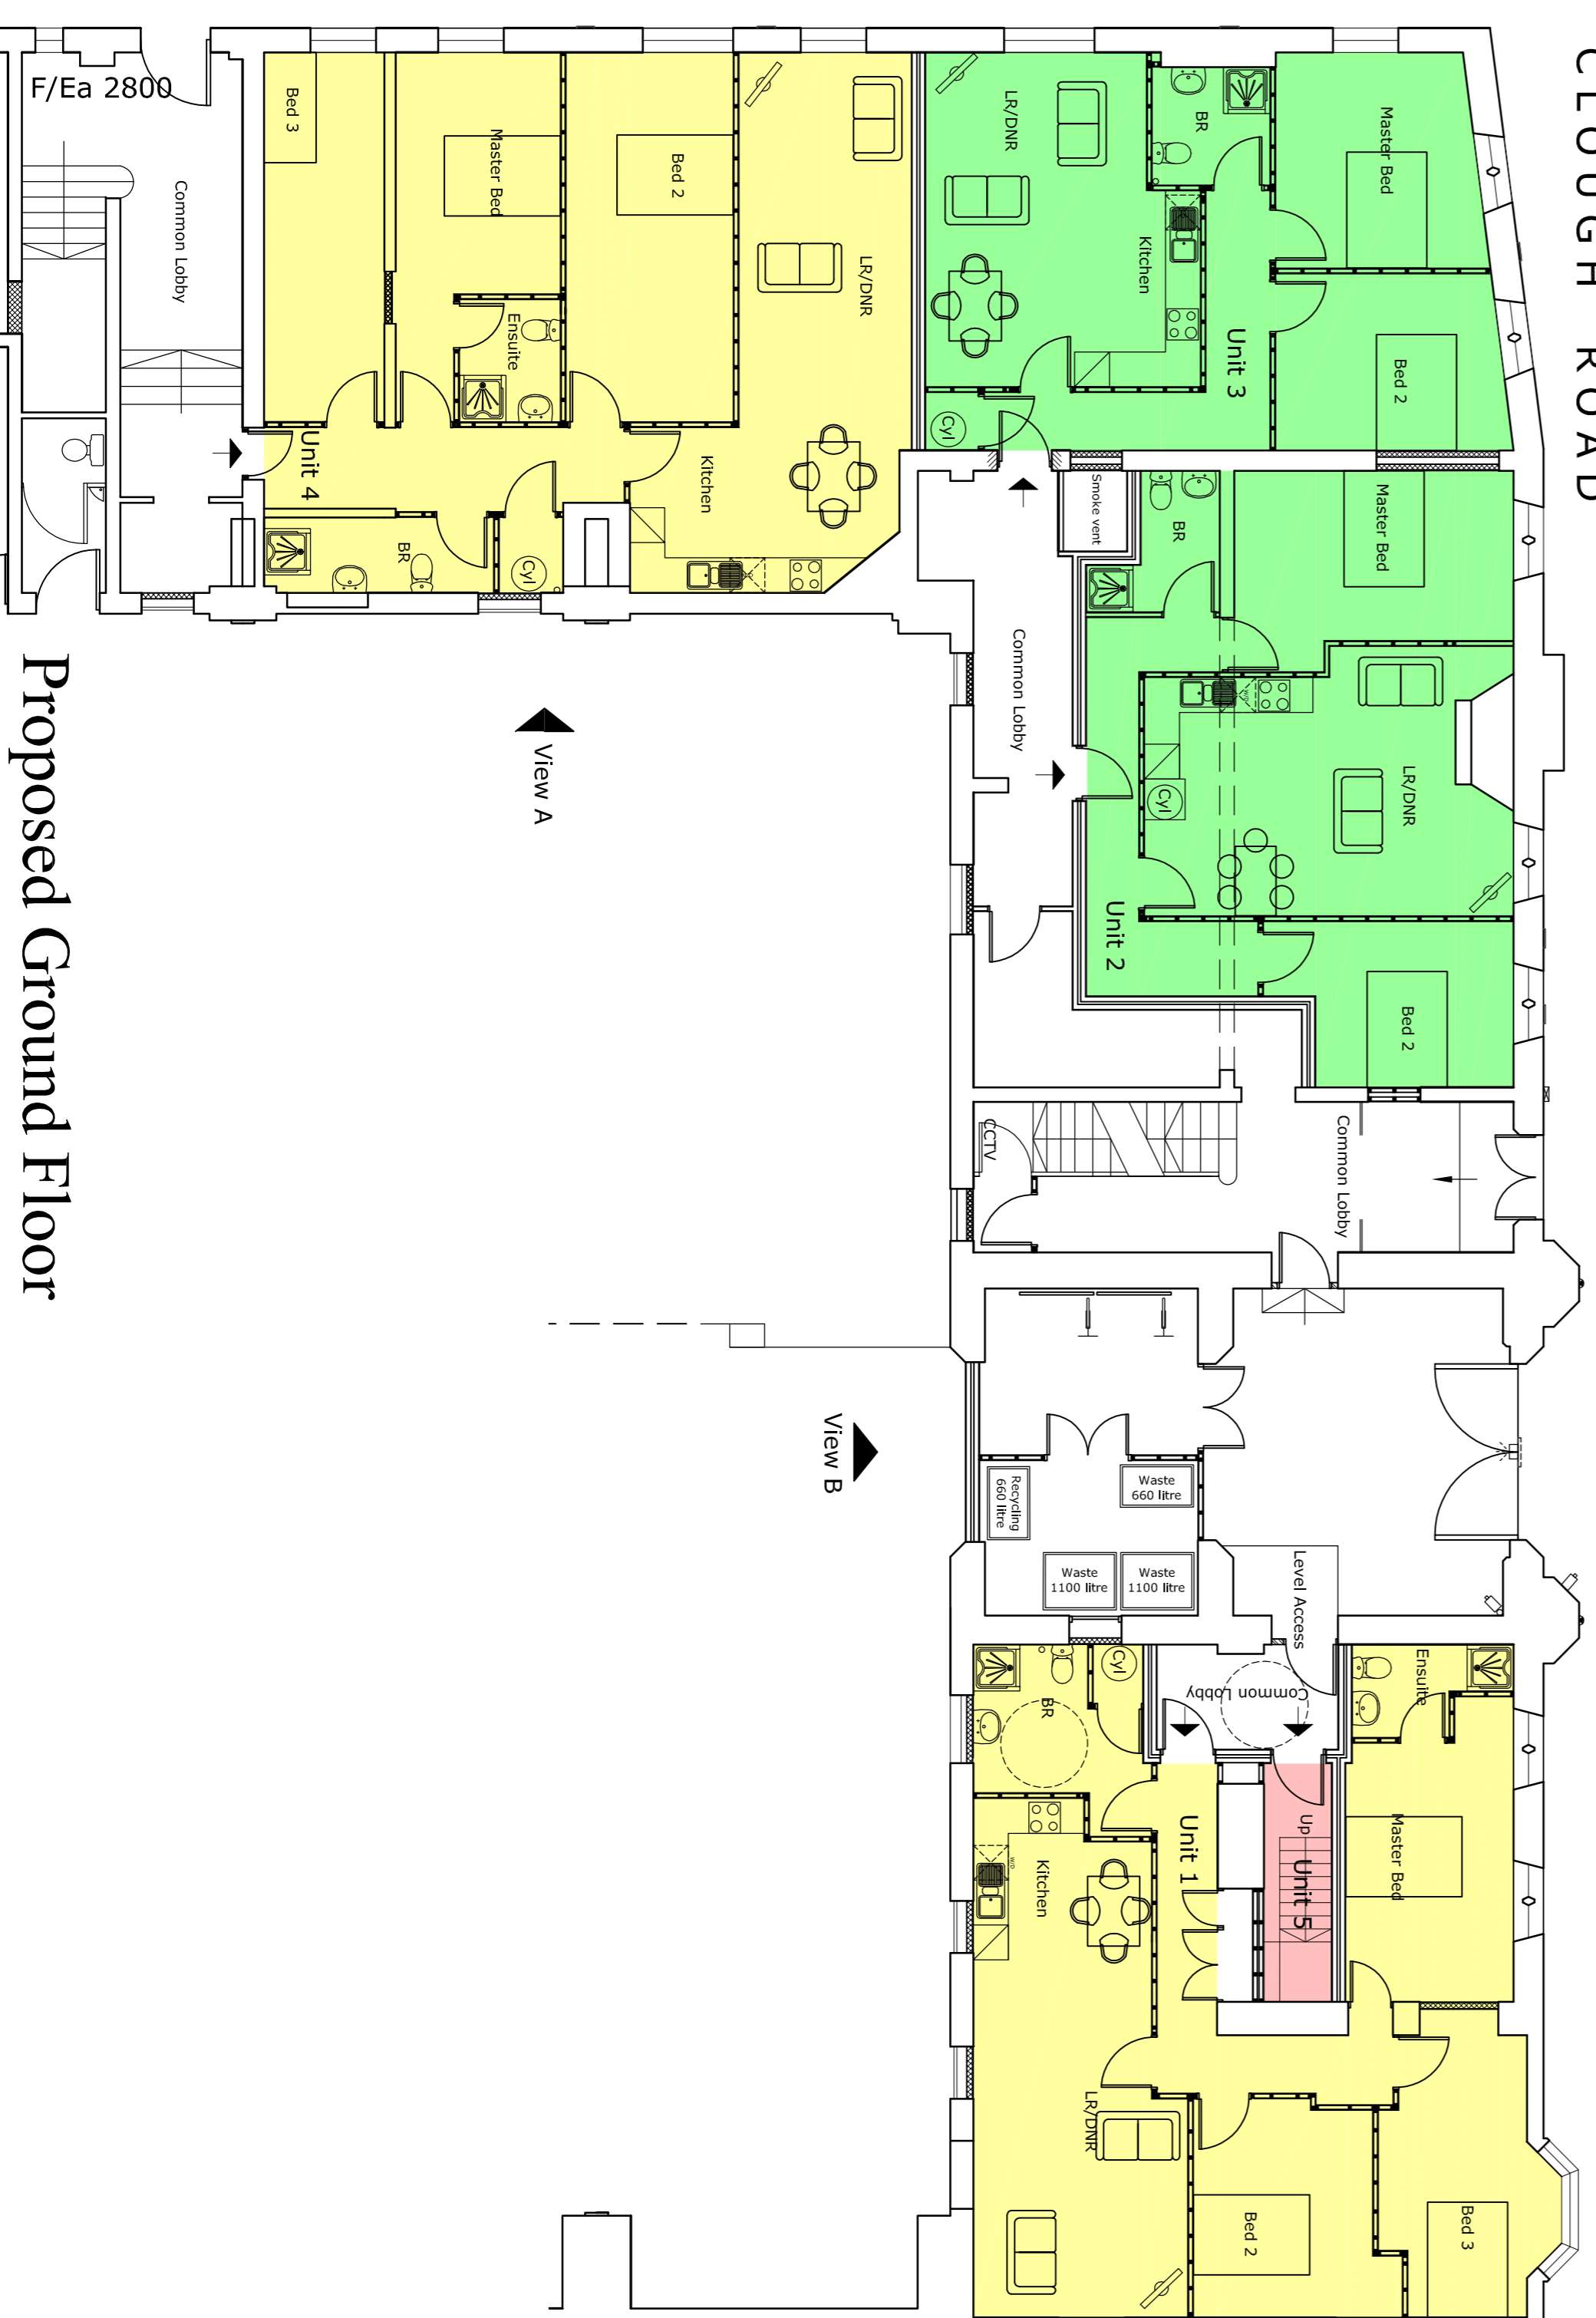 CLOUGH ROAD
F/Ea 2800
Common Lobby
Bed 3
Master Bed
Ensuite
Bed 2
LR/DNR
Kitchen
Unit 4
BR
Cyl
LR/DNR
BR
Kitchen
Cyl
Unit 3
Master Bed
Bed 2
Smoke vent
BR
Master Bed
Common Lobby
LR/DNR
Cyl
Unit 2
Bed 2
View A
Proposed Ground Floor
CCTV
Common Lobby
View B
Recycling
660 litre
Waste
660 litre
Waste
1100 litre
Waste
1100 litre
Level Access
Common Lobby
Ensuite
BR
Cyl
Master Bed
Up
Unit 5
Unit 1
Kitchen
W/D
LR/DNR
Bed 2
Bed 3